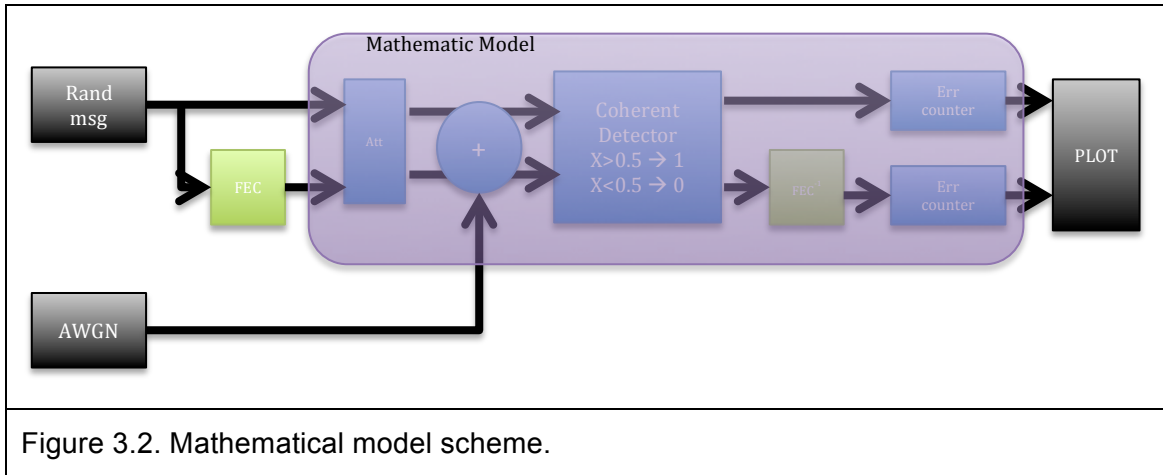 Mathematic Model
Rand
msg
FEC
AWGN
Att
+
Coherent
Detector
X>0.5 → 1
X<0.5 → 0
FEC
Err
counter
Err
counter
PLOT
Figure 3.2. Mathematical model scheme.